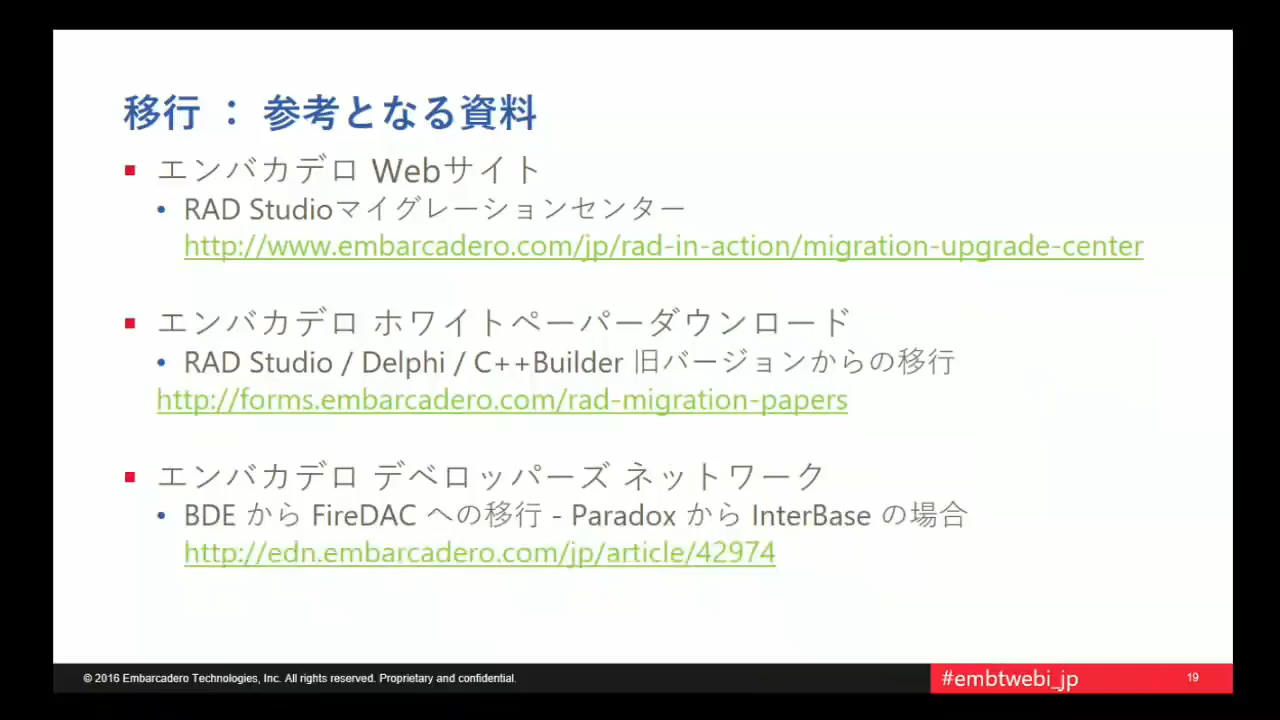 移行 ： 参考となる資料
エンバカデロ Webサイト
RAD Studioマイグレーションセンター
http://www.embarcadero.com/jp/rad-in-action/migration-upgrade-center
エンバカデロ ホワイトペーパーダウンロード
RAD Studio / Delphi / C++Builder 旧バージョンからの移行
http://forms.embarcadero.com/rad-migration-papers
エンバカデロ デベロッパーズ ネットワーク
BDE から FireDAC への移行 - Paradox から InterBase の場合
http://edn.embarcadero.com/jp/article/42974
© 2016 Embarcadero Technologies, Inc. All rights reserved. Proprietary and confidential.
#embtwebi_jp
19